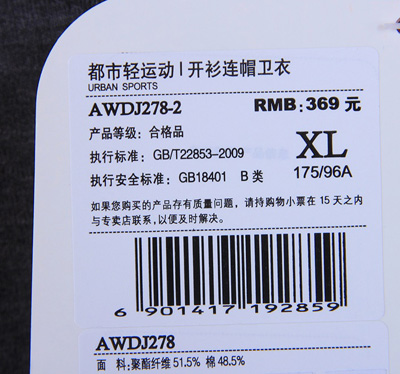 都市轻运动 | 开衫连帽卫衣
URBAN SPORTS
AWDJ278-2 RMB: 369 元
产品等级: 合格品
执行标准: GB/T22853-2009 XL
执行安全标准: GB18401 B 类 175/96A
如果您购买的产品存有质量问题, 请持购物小票在 15 天之内
与专卖店联系, 以便及时解决。
6 901417 192859
AWDJ278
面 料: 聚酯纤维 51.5% 棉 48.5%